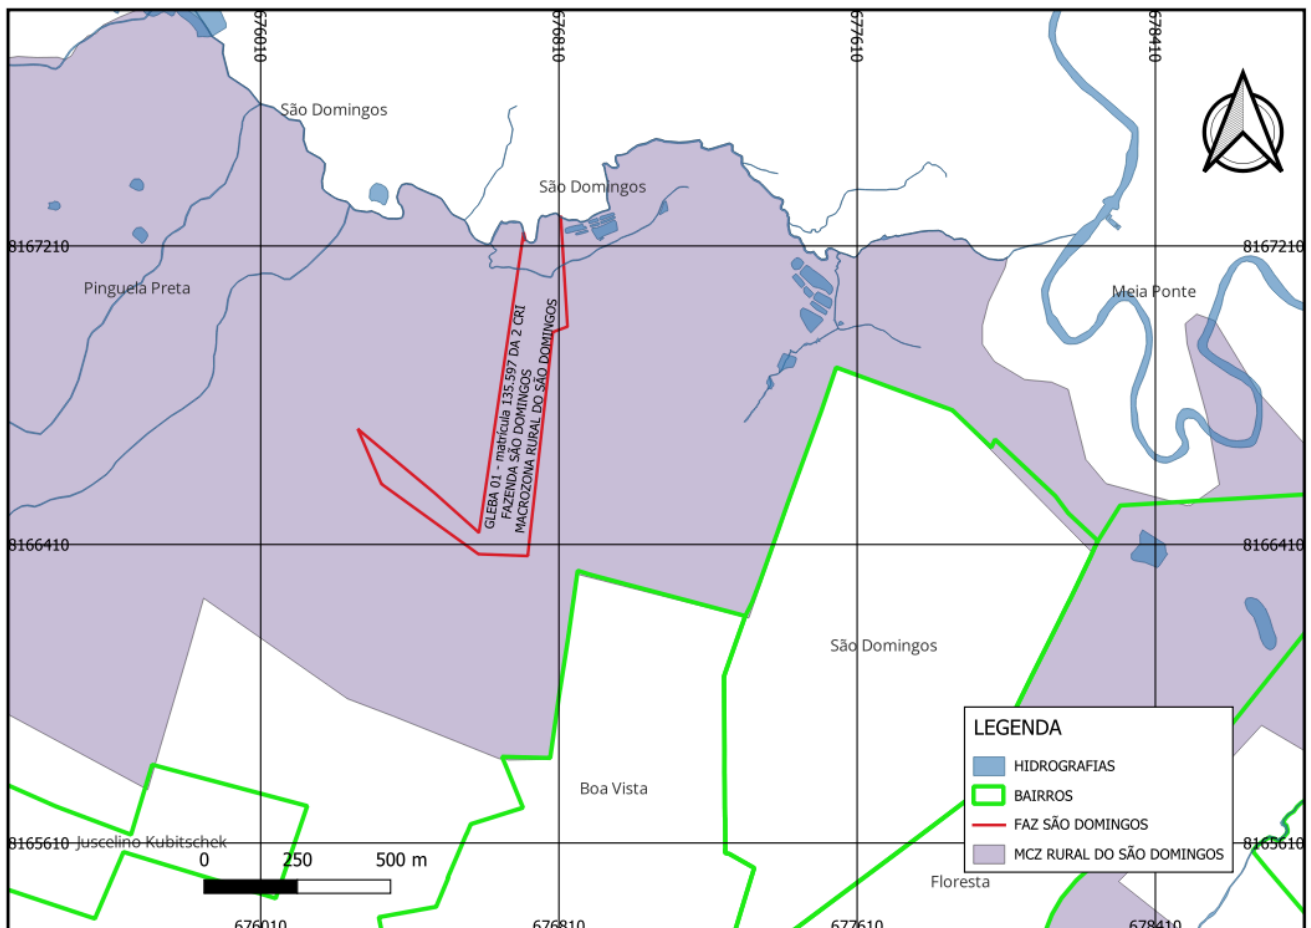 676010
676810
677610
678410
São Domingos
São Domingos
8167210
8167210
Pinguela Preta
Meia Ponte
GLEBA 01 - matrícula 135.597 DA 2 CRI
FAZENDA SÃO DOMINGOS
MACROZONA RURAL DO SÃO DOMINGOS
8166410
8166410
São Domingos
LEGENDA
HIDROGRAFIAS
BAIRROS
FAZ SÃO DOMINGOS
MCZ RURAL DO SÃO DOMINGOS
Boa Vista
8165610
Juscelino Kubitschek
8165610
0 250 500 m
Floresta
676010
676810
677610
678410